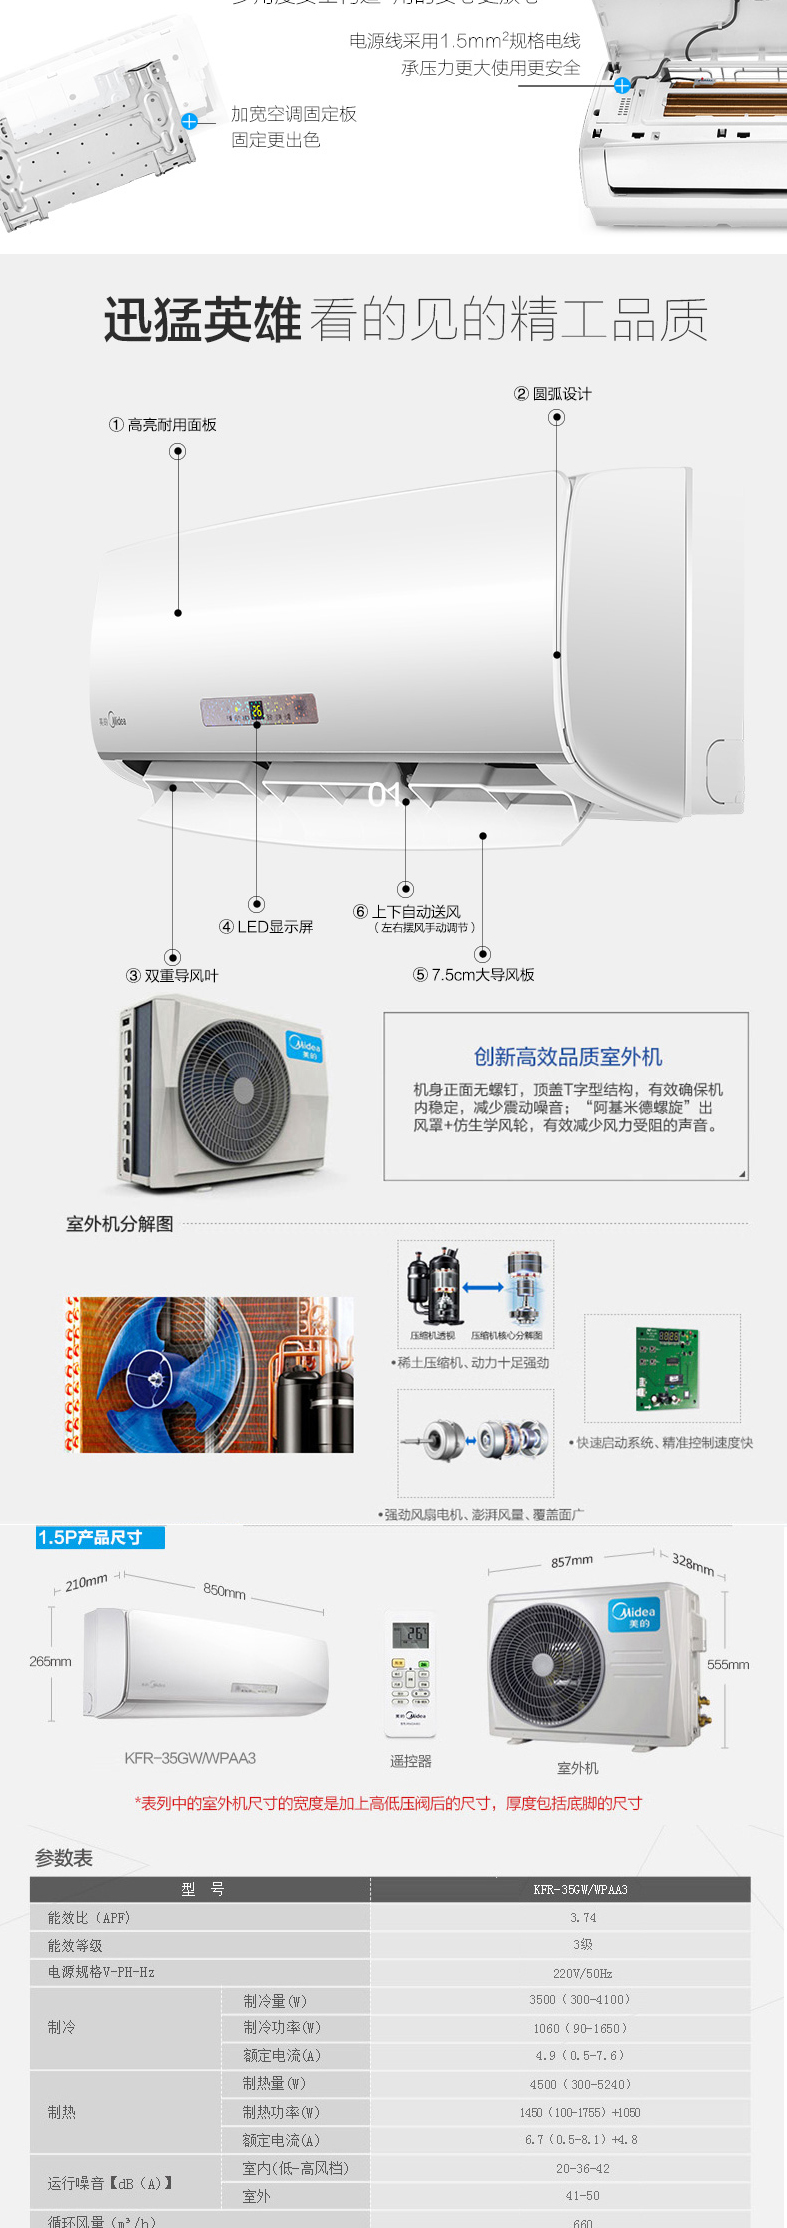 电源线采用1.5mm²规格电线
承压力更大使用更安全
加宽空调固定板
固定更出色
迅猛英雄 看的见的精工品质
② 圆弧设计
① 高亮耐用面板
美的 Midea
26
01
⑥ 上下自动送风
（左右摆风手动调节）
④ LED显示屏
③ 双重导风叶
⑤ 7.5cm大导风板
Midea
美的
创新高效品质室外机
机身正面无螺钉，顶盖T字型结构，有效确保机
内稳定，减少震动噪音；“阿基米德螺旋”出
风罩+仿生学风轮，有效减少风力受阻的声音。
室外机分解图
压缩机透视 压缩机核心分解图
•稀土压缩机、动力十足强劲
•快速启动系统、精准控制速度快
•强劲风扇电机、澎湃风量、覆盖面广
1.5P产品尺寸
210mm
850mm
265mm
857mm
328mm
555mm
26
美的 Midea
Midea
美的
KFR-35GW/WPAA3
遥控器
室外机
*表列中的室外机尺寸的宽度是加上高低压阀后的尺寸，厚度包括底脚的尺寸
参数表
型 号 KFR-35GW/WPAA3
能效比（APF） 3.74
能效等级 3级
电源规格V-PH-Hz 220V/50Hz
制冷 制冷量(W) 3500（300-4100）
制冷功率(W) 1060（90-1650）
额定电流(A) 4.9（0.5-7.6）
制热 制热量(W) 4500（300-5240）
制热功率(W) 1450（100-1755）+1050
额定电流(A) 6.7（0.5-8.1）+4.8
运行噪音【dB（A)】 室内(低-高风档) 20-36-42
室外 41-50
循环风量（m³/h） 660